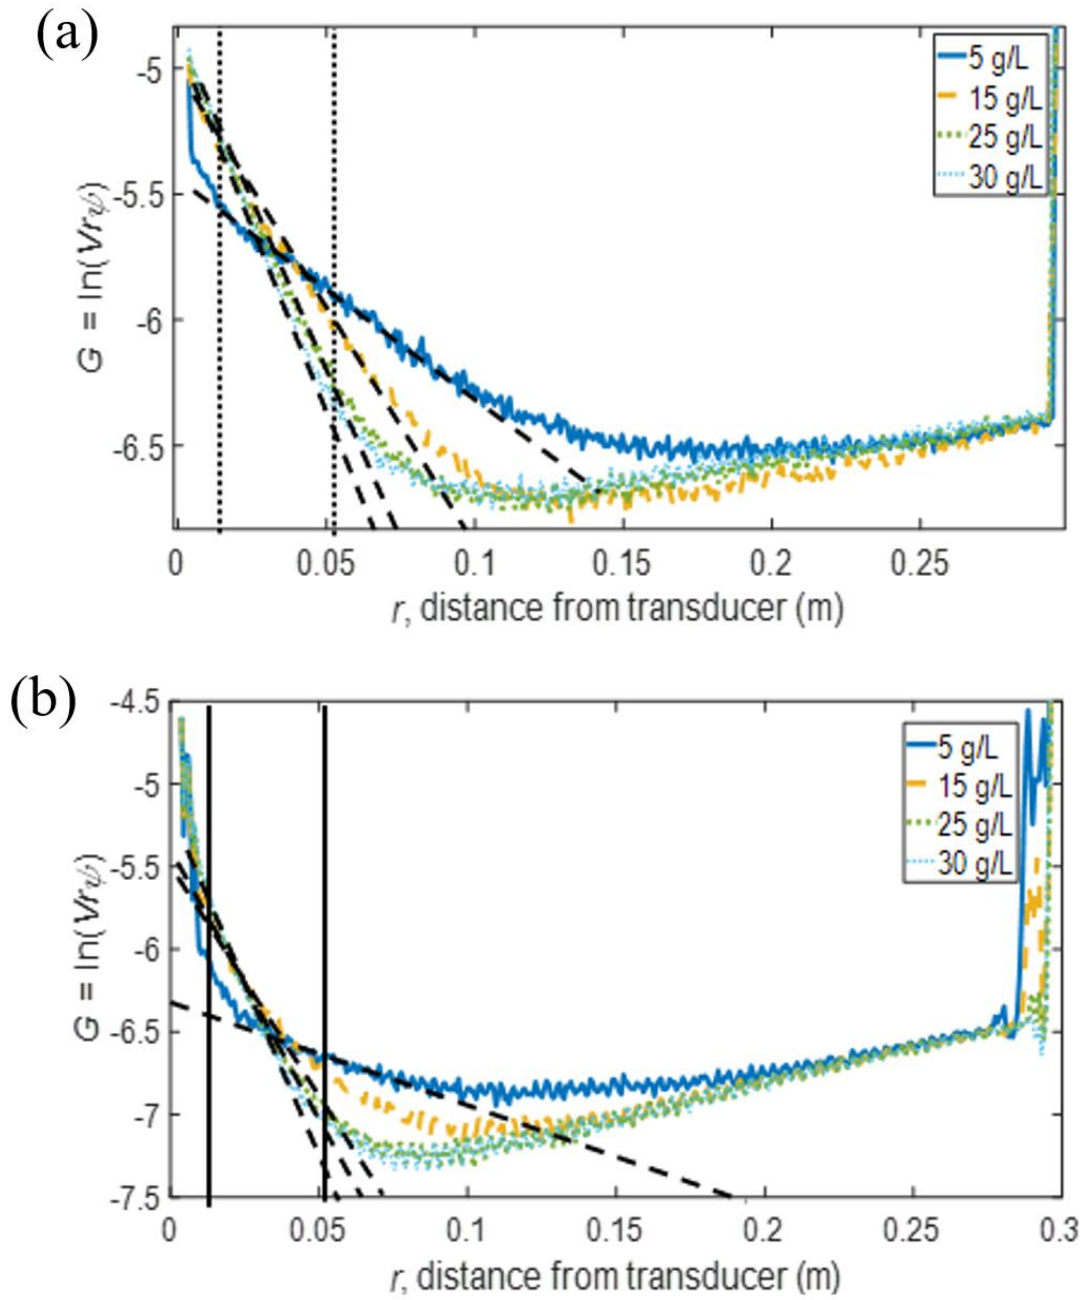 (a)
-5
-5.5
-6
-6.5
G = ln(Vrψ)
5 g/L
15 g/L
25 g/L
30 g/L
0 0.05 0.1 0.15 0.2 0.25
r, distance from transducer (m)
(b)
-4.5
-5
-5.5
-6
-6.5
-7
-7.5
G = ln(Vrψ)
5 g/L
15 g/L
25 g/L
30 g/L
0 0.05 0.1 0.15 0.2 0.25 0.3
r, distance from transducer (m)